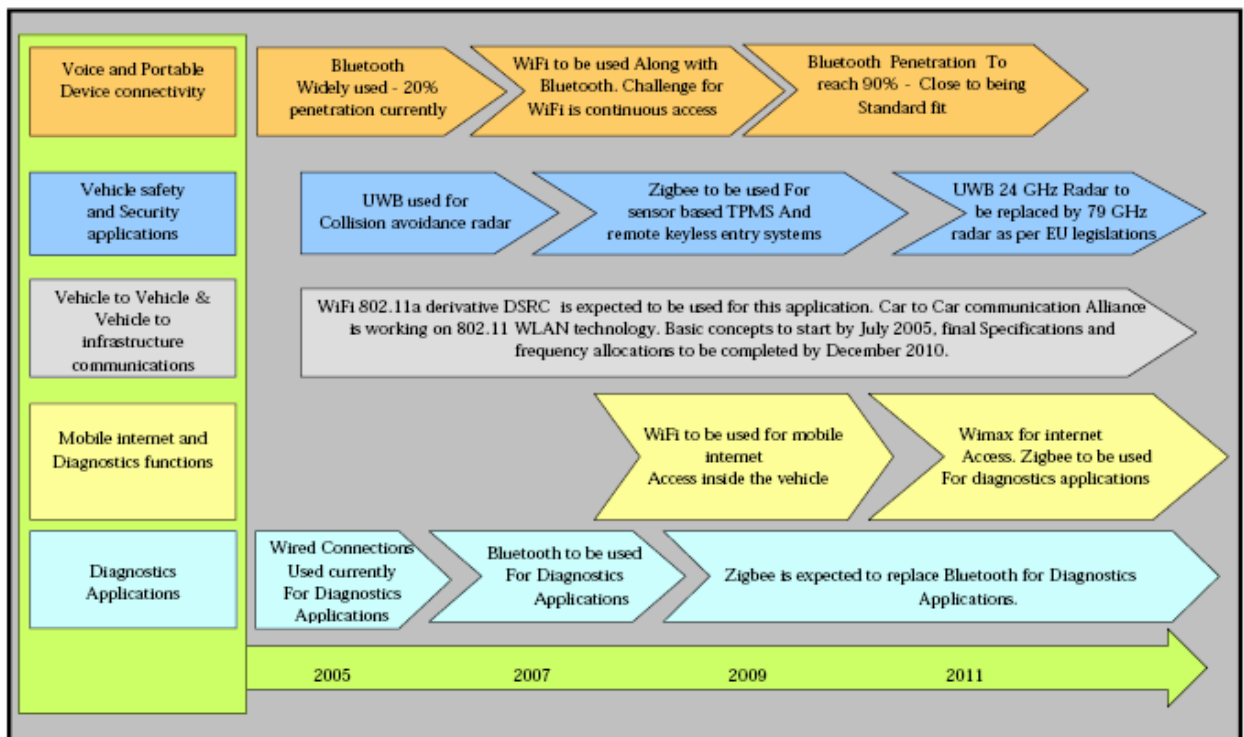 Voice and Portable
Device connectivity
Bluetooth
Widely used - 20%
penetration currently
WiFi to be used Along with
Bluetooth. Challenge for
WiFi is continuous access
Bluetooth Penetration To
reach 90% - Close to being
Standard fit
Vehicle safety
and Security
applications
UWB used for
Collision avoidance radar
Zigbee to be used For
sensor based TPMS And
remote keyless entry systems
UWB 24 GHz Radar to
be replaced by 79 GHz
radar as per EU legislations
Vehicle to Vehicle &
Vehicle to
infrastructure
communications
WiFi 802.11a derivative DSRC is expected to be used for this application. Car to Car communication Alliance
is working on 802.11 WLAN technology. Basic concepts to start by July 2005, final Specifications and
frequency allocations to be completed by December 2010.
Mobile internet and
Diagnostics functions
WiFi to be used for mobile
internet
Access inside the vehicle
Wimax for internet
Access. Zigbee to be used
For diagnostics applications
Diagnostics
Applications
Wired Connections
Used currently
For Diagnostics
Applications
Bluetooth to be used
For Diagnostics
Applications
Zigbee is expected to replace Bluetooth for Diagnostics
Applications.
2005
2007
2009
2011